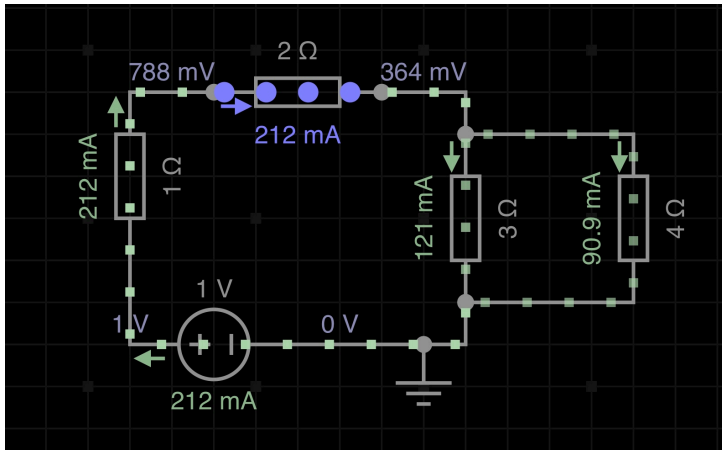 2 Ω
788 mV
364 mV
212 mA
212 mA
1 Ω
121 mA
3 Ω
90.9 mA
4 Ω
1 V
1 V
0 V
212 mA